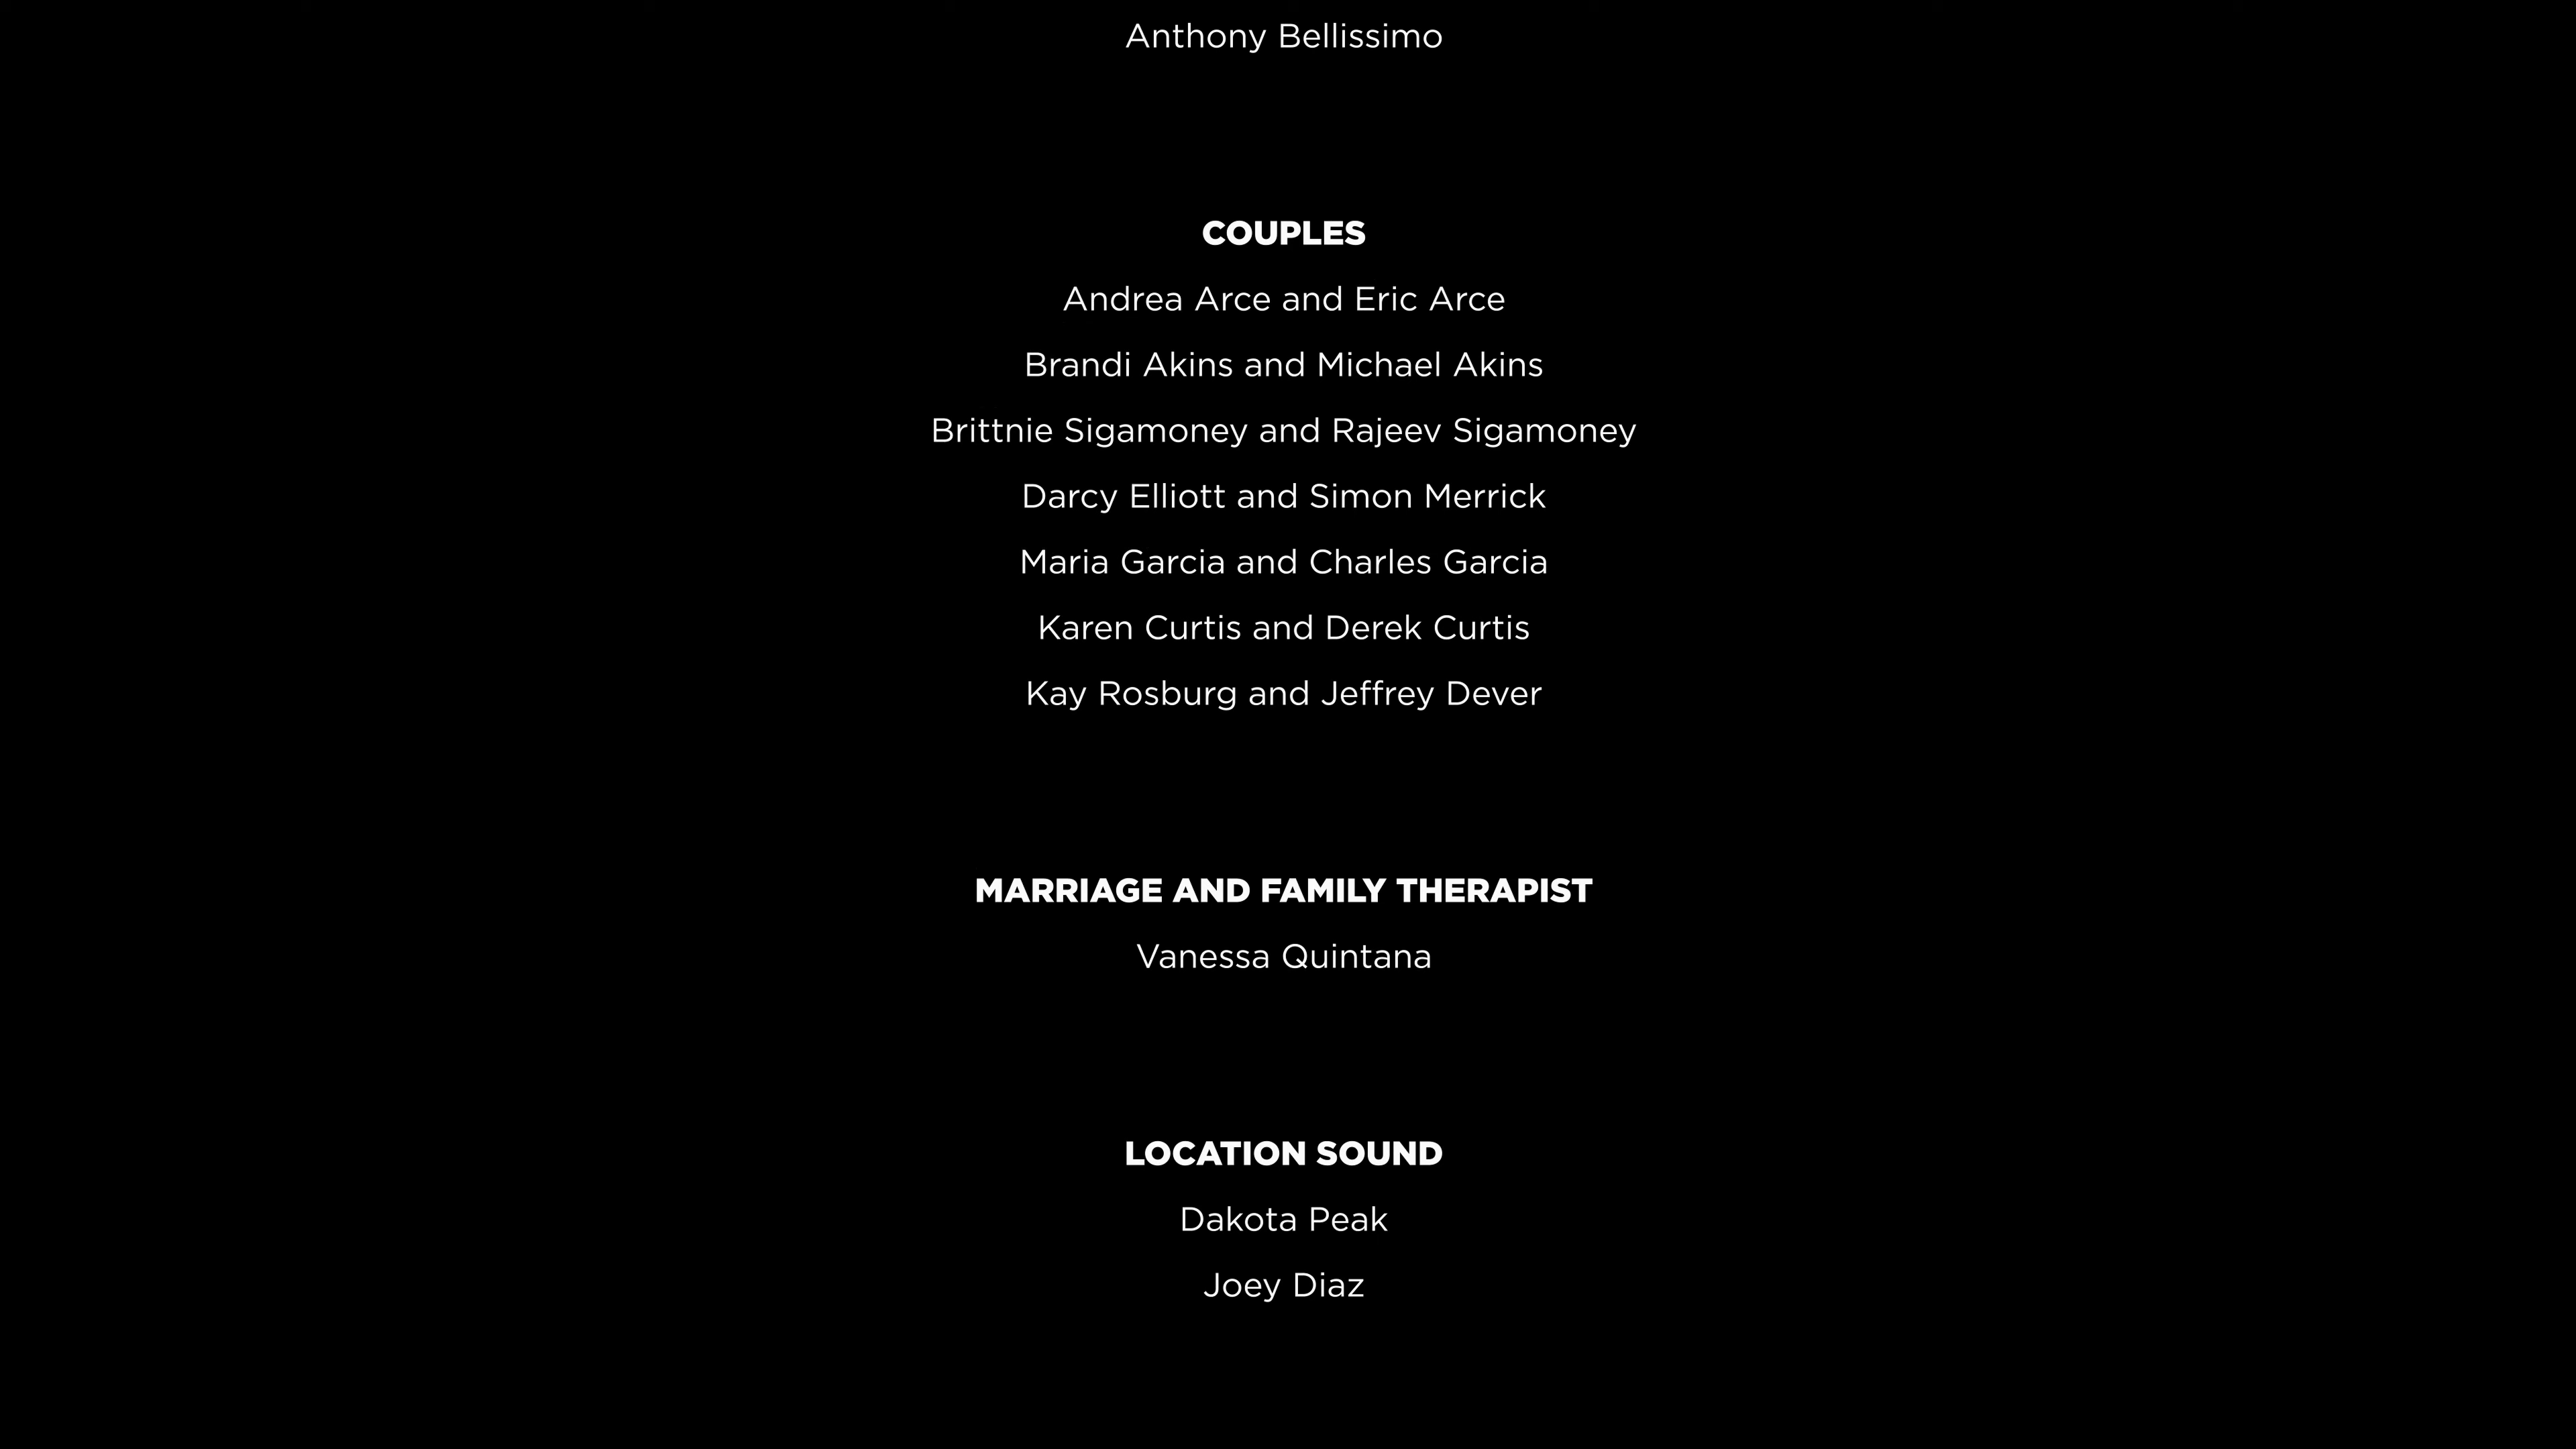 Anthony Bellissimo
COUPLES
Andrea Arce and Eric Arce
Brandi Akins and Michael Akins
Brittnie Sigamoney and Rajeev Sigamoney
Darcy Elliott and Simon Merrick
Maria Garcia and Charles Garcia
Karen Curtis and Derek Curtis
Kay Rosburg and Jeffrey Dever
MARRIAGE AND FAMILY THERAPIST
Vanessa Quintana
LOCATION SOUND
Dakota Peak
Joey Diaz